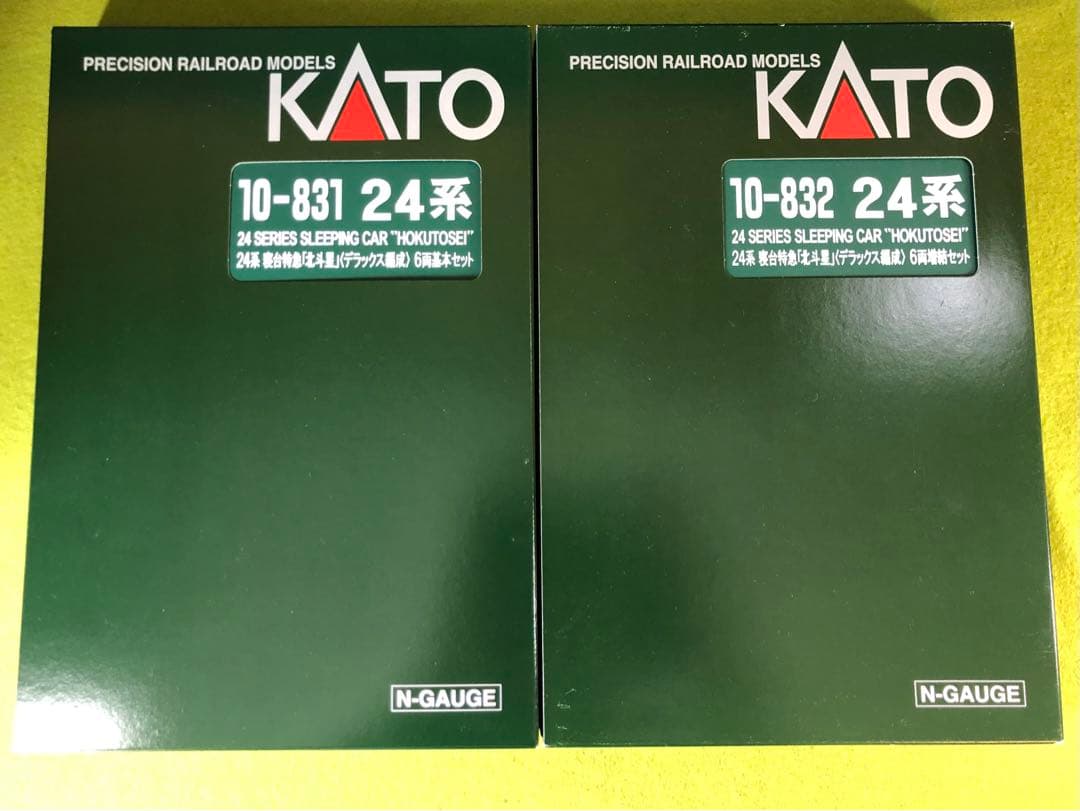 PRECISION RAILROAD MODELS
KATO
10-831 24系
24 SERIES SLEEPING CAR "HOKUTOSEI"
24系 寝台特急「北斗星」〈デラックス編成〉6両基本セット
N-GAUGE
PRECISION RAILROAD MODELS
KATO
10-832 24系
24 SERIES SLEEPING CAR "HOKUTOSEI"
24系 寝台特急「北斗星」〈デラックス編成〉6両増結セット
N-GAUGE